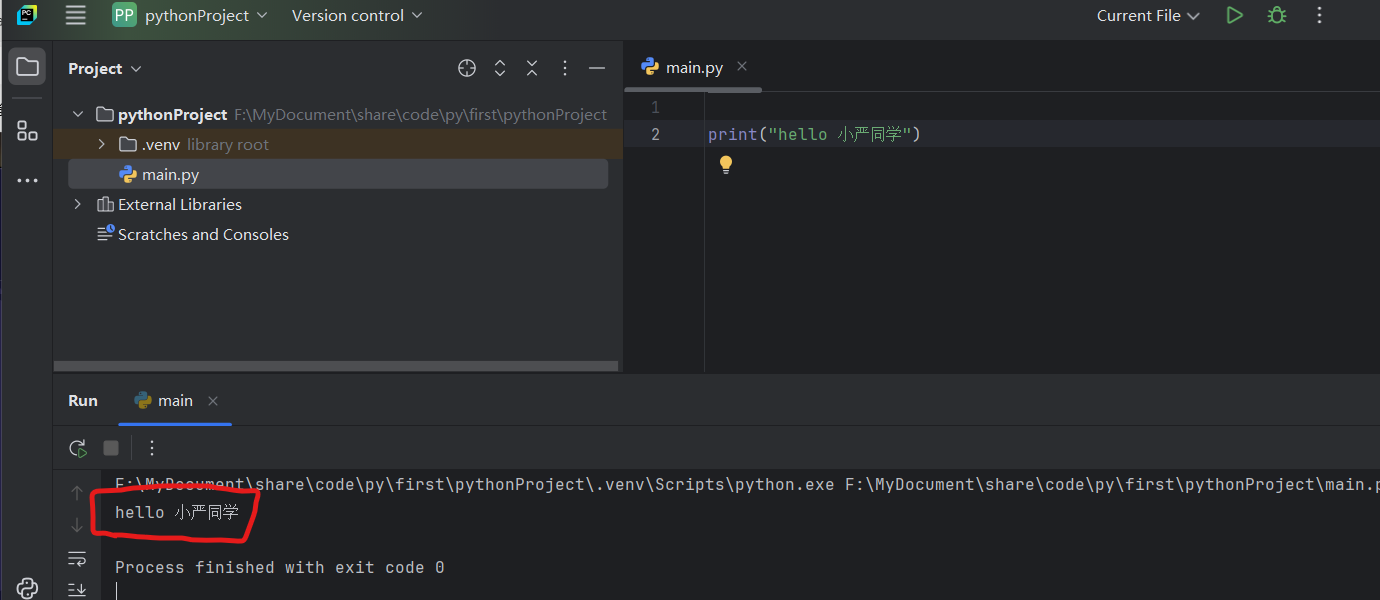 PC
PP pythonProject Version control Current File
Project
main.py
pythonProject F:\MyDocument\share\code\py\first\pythonProject
.venv library root
main.py
External Libraries
Scratches and Consoles
1
2 print("hello 小严同学")
Run main
F:\MyDocument\share\code\py\first\pythonProject\.venv\Scripts\python.exe F:\MyDocument\share\code\py\first\pythonProject\main.p
hello 小严同学
Process finished with exit code 0